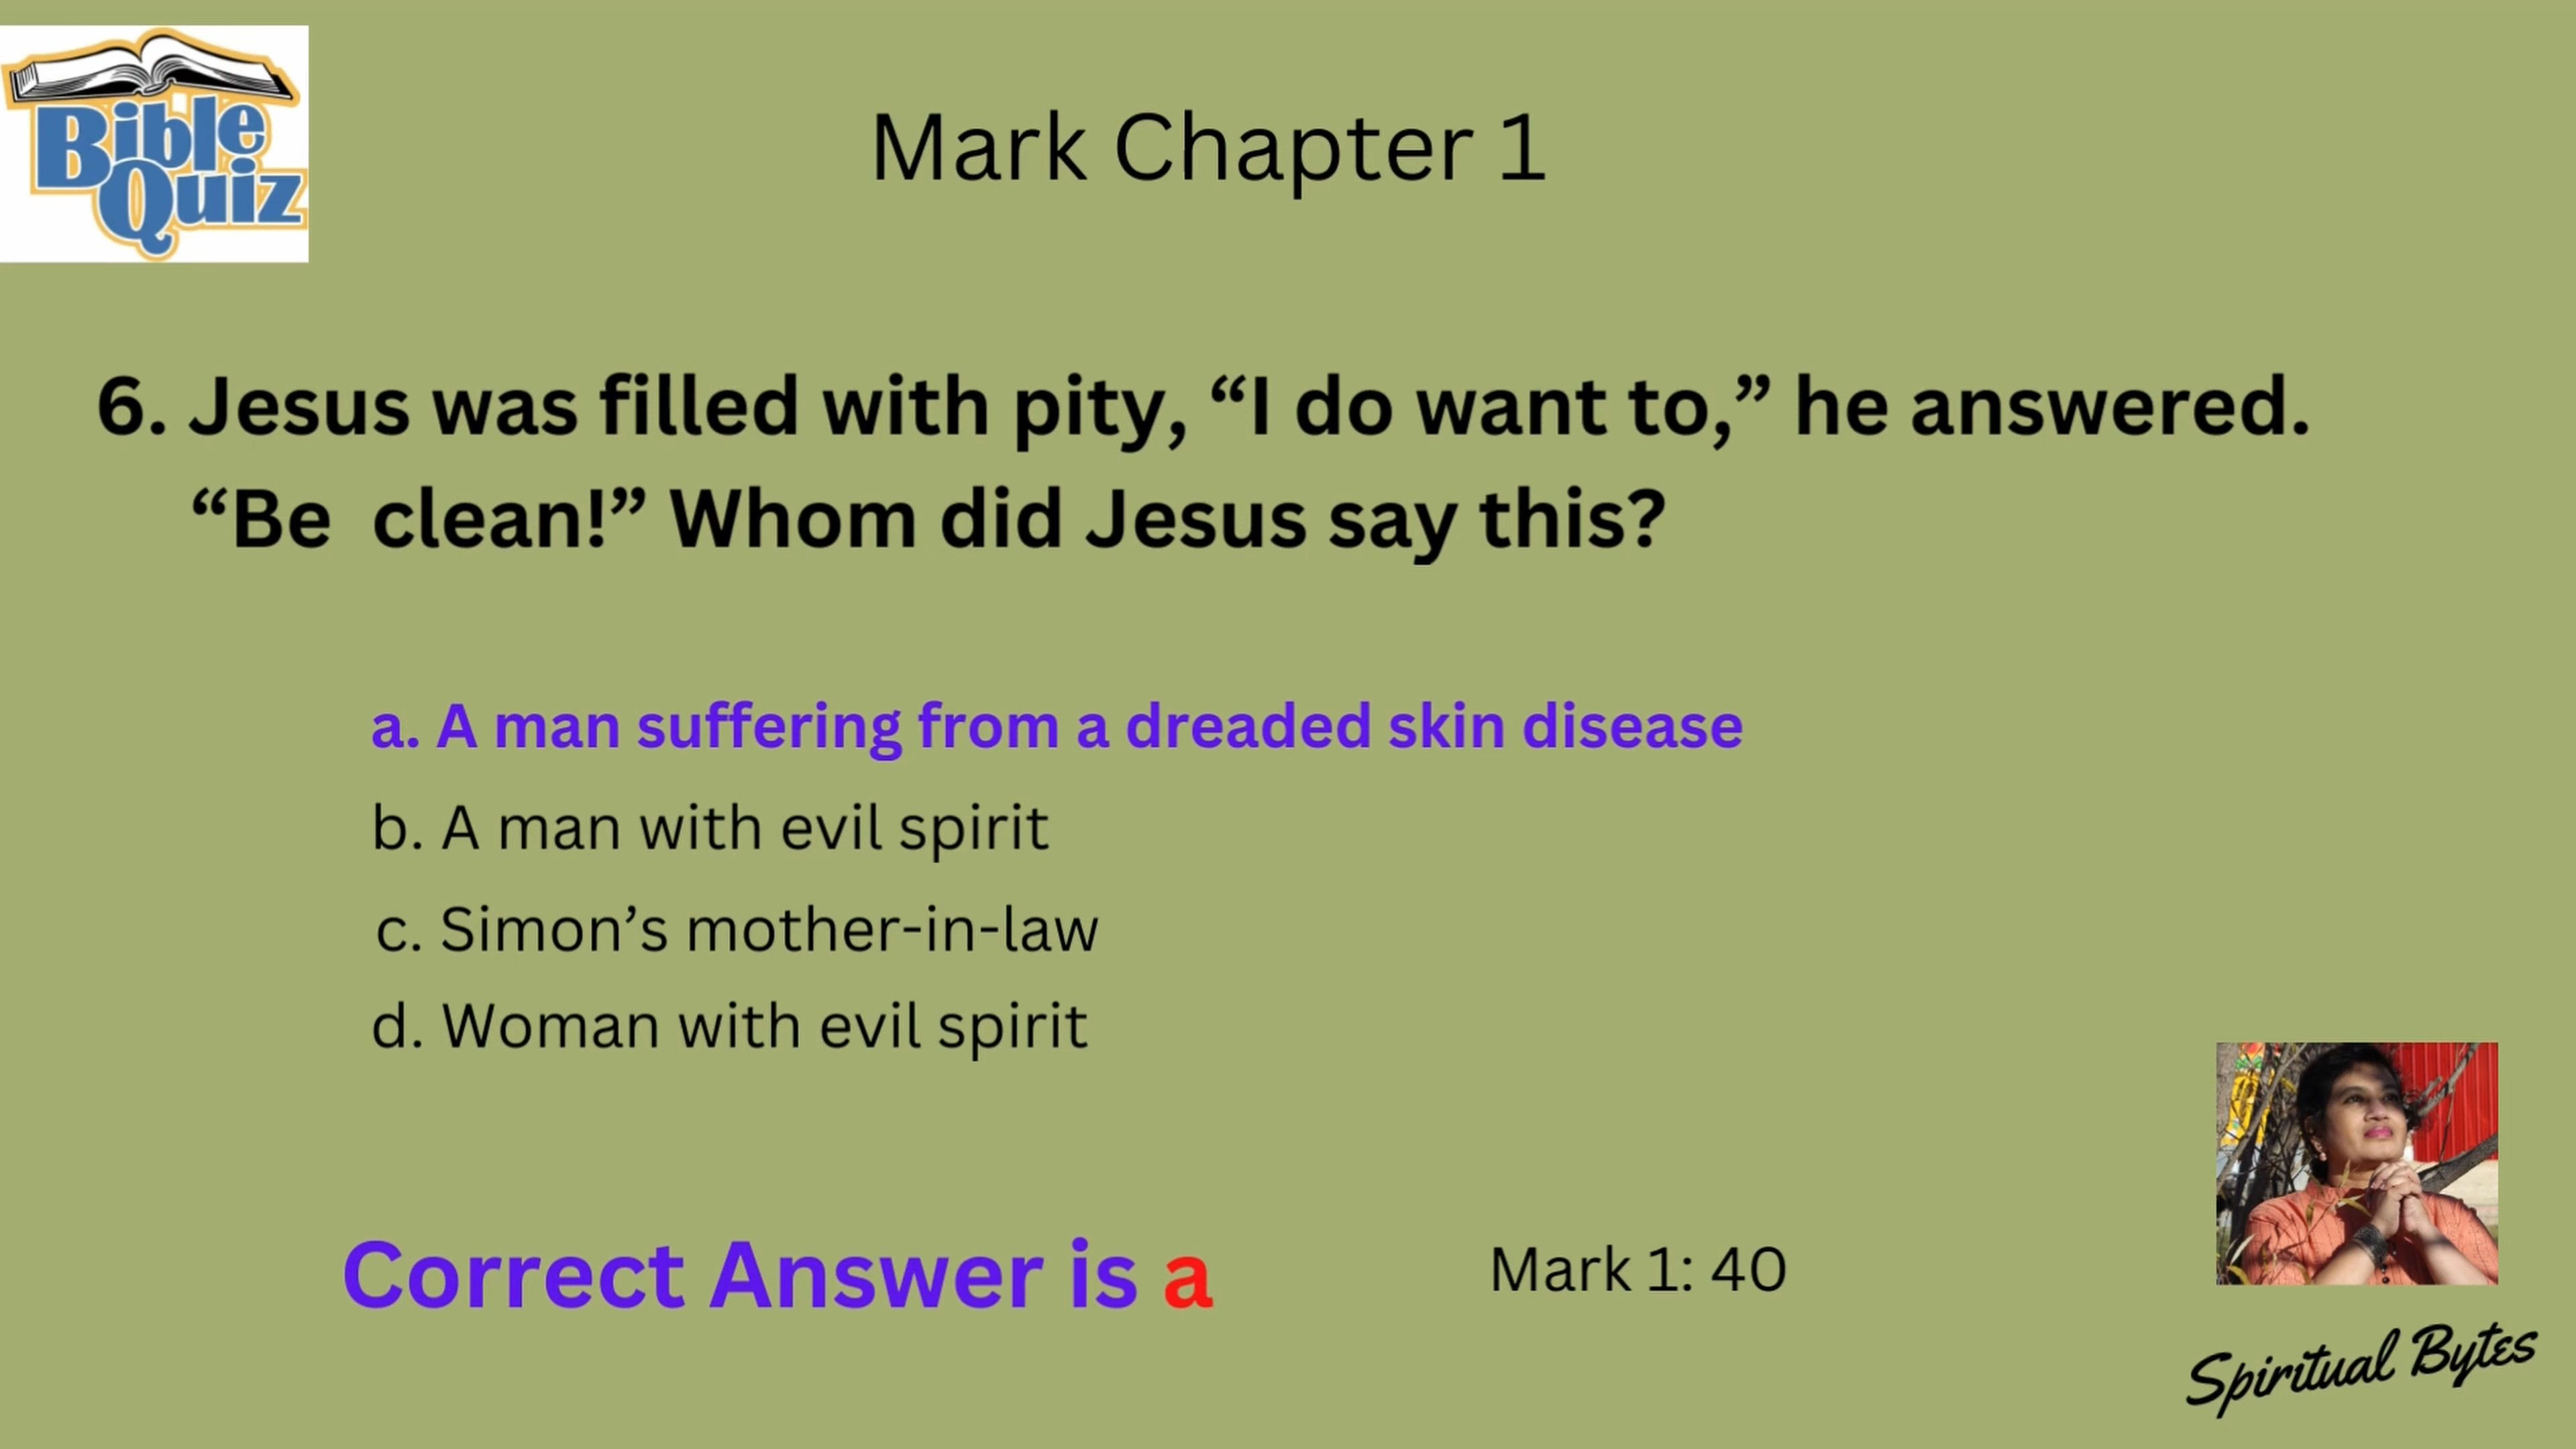 Bible
Quiz
Mark Chapter 1
6. Jesus was filled with pity, “I do want to,” he answered.
“Be  clean!” Whom did Jesus say this?
a. A man suffering from a dreaded skin disease
b. A man with evil spirit
c. Simon’s mother-in-law
d. Woman with evil spirit
Correct Answer is a
Mark 1: 40
Spiritual Bytes